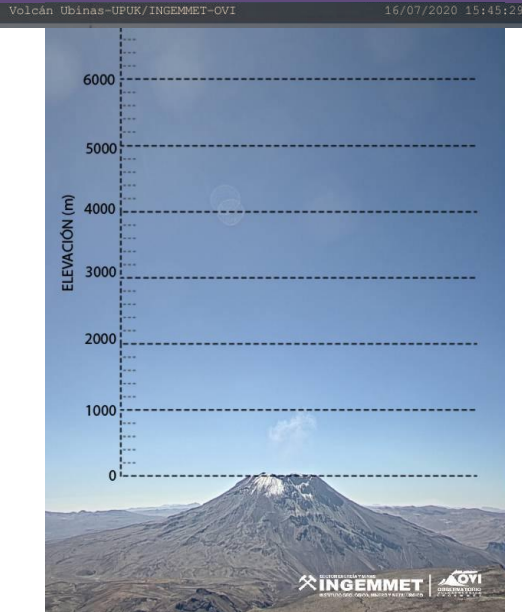 Volcán Ubinas-UPUK/INGEMMET-OVI 16/07/2020 15:45:29
6000
5000
4000
3000
2000
1000
0
ELEVACIÓN (m)
INGEMMET
OVI
OBSERVATORIO